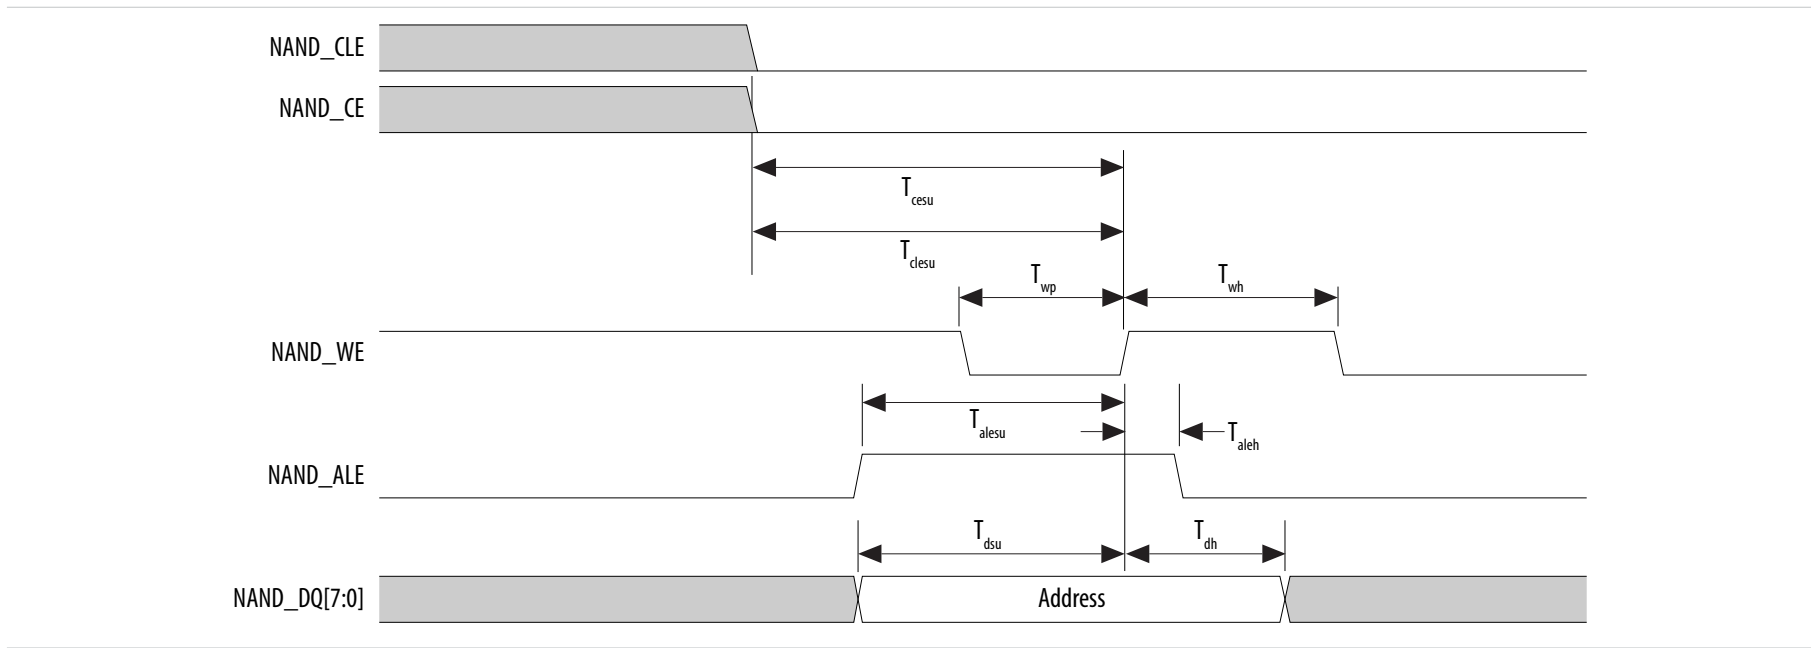 NAND_CLE
NAND_CE
T_cesu
T_clesu
T_wp T_wh
NAND_WE
T_alesu T_aleh
NAND_ALE
T_dsu T_dh
NAND_DQ[7:0] Address